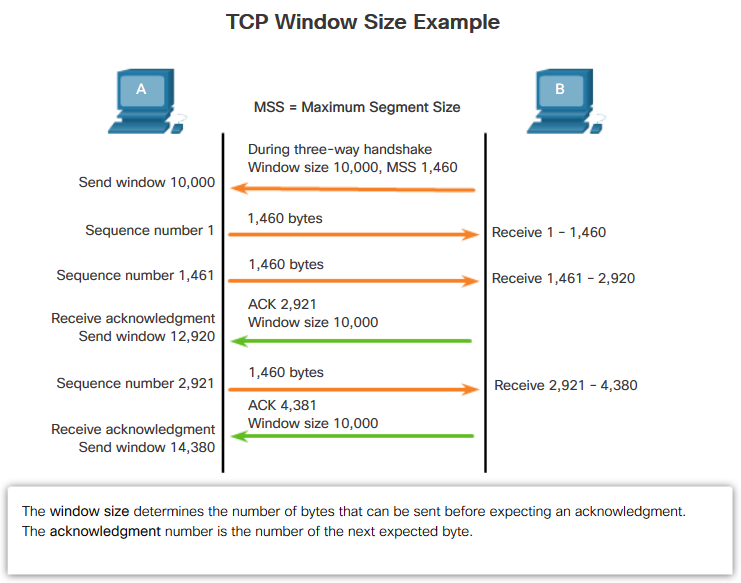 TCP Window Size Example
A
B
MSS = Maximum Segment Size
During three-way handshake
Window size 10,000, MSS 1,460
Send window 10,000
1,460 bytes
Sequence number 1
Receive 1 - 1,460
1,460 bytes
Sequence number 1,461
Receive 1,461 - 2,920
ACK 2,921
Window size 10,000
Receive acknowledgment
Send window 12,920
1,460 bytes
Sequence number 2,921
Receive 2,921 - 4,380
ACK 4,381
Window size 10,000
Receive acknowledgment
Send window 14,380
The window size determines the number of bytes that can be sent before expecting an acknowledgment.
The acknowledgment number is the number of the next expected byte.